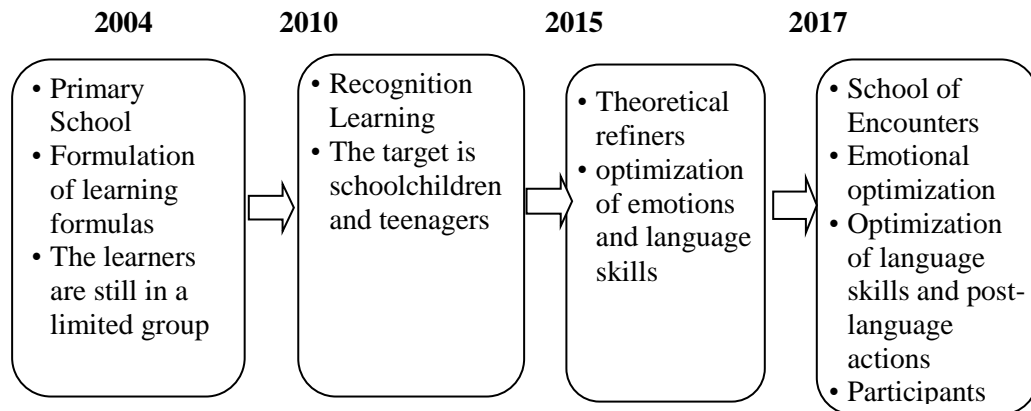 2004 2010 2015 2017
• Primary
School
• Formulation
of learning
formulas
• The learners
are still in a
limited group
• Recognition
Learning
• The target is
schoolchildren
and teenagers
• Theoretical
refiners
• optimization
of emotions
and language
skills
• School of
Encounters
• Emotional
optimization
• Optimization
of language
skills and post-
language
actions
• Participants